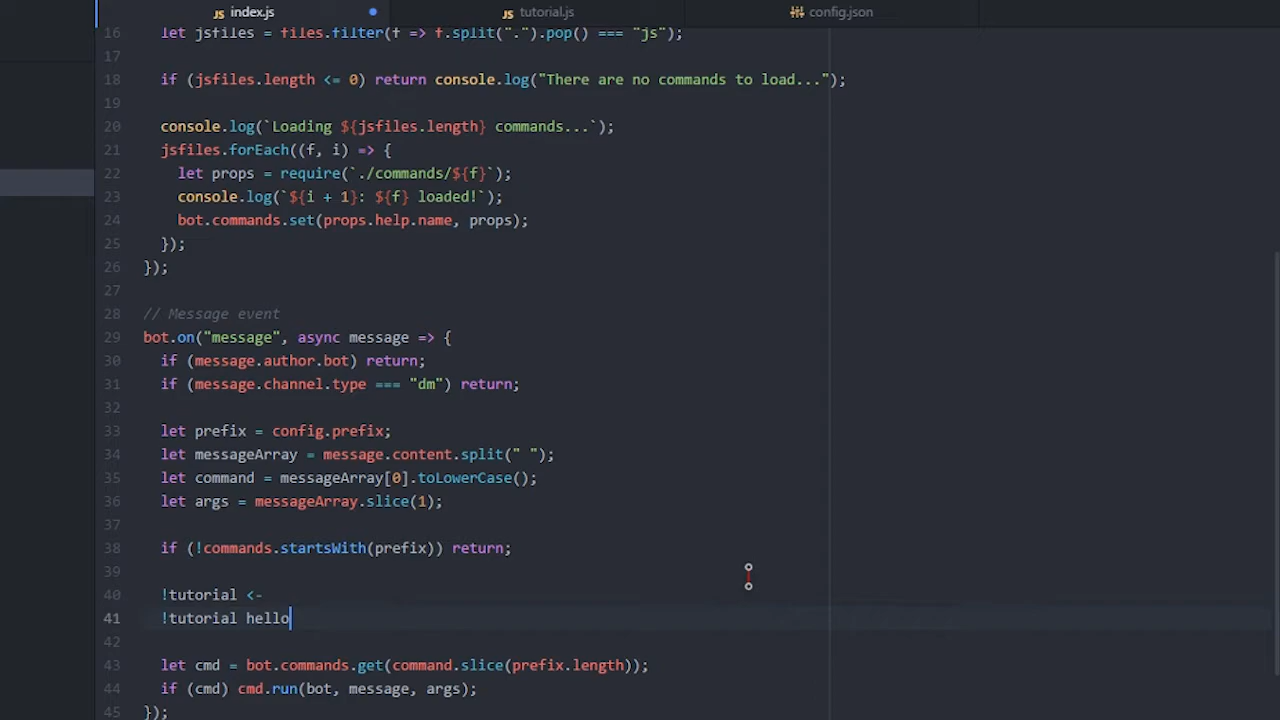 index.js
tutorial.js
config.json
16 let jsfiles = files.filter(f => f.split(".").pop() === "js");
17
18 if (jsfiles.length <= 0) return console.log("There are no commands to load...");
19
20 console.log(`Loading ${jsfiles.length} commands...`);
21 jsfiles.forEach((f, i) => {
22 let props = require(`./commands/${f}`);
23 console.log(`${i + 1}: ${f} loaded!`);
24 bot.commands.set(props.help.name, props);
25 });
26 });
27
28 // Message event
29 bot.on("message", async message => {
30 if (message.author.bot) return;
31 if (message.channel.type === "dm") return;
32
33 let prefix = config.prefix;
34 let messageArray = message.content.split(" ");
35 let command = messageArray[0].toLowerCase();
36 let args = messageArray.slice(1);
37
38 if (!commands.startsWith(prefix)) return;
39
40 !tutorial <-
41 !tutorial hello
42
43 let cmd = bot.commands.get(command.slice(prefix.length));
44 if (cmd) cmd.run(bot, message, args);
45 });